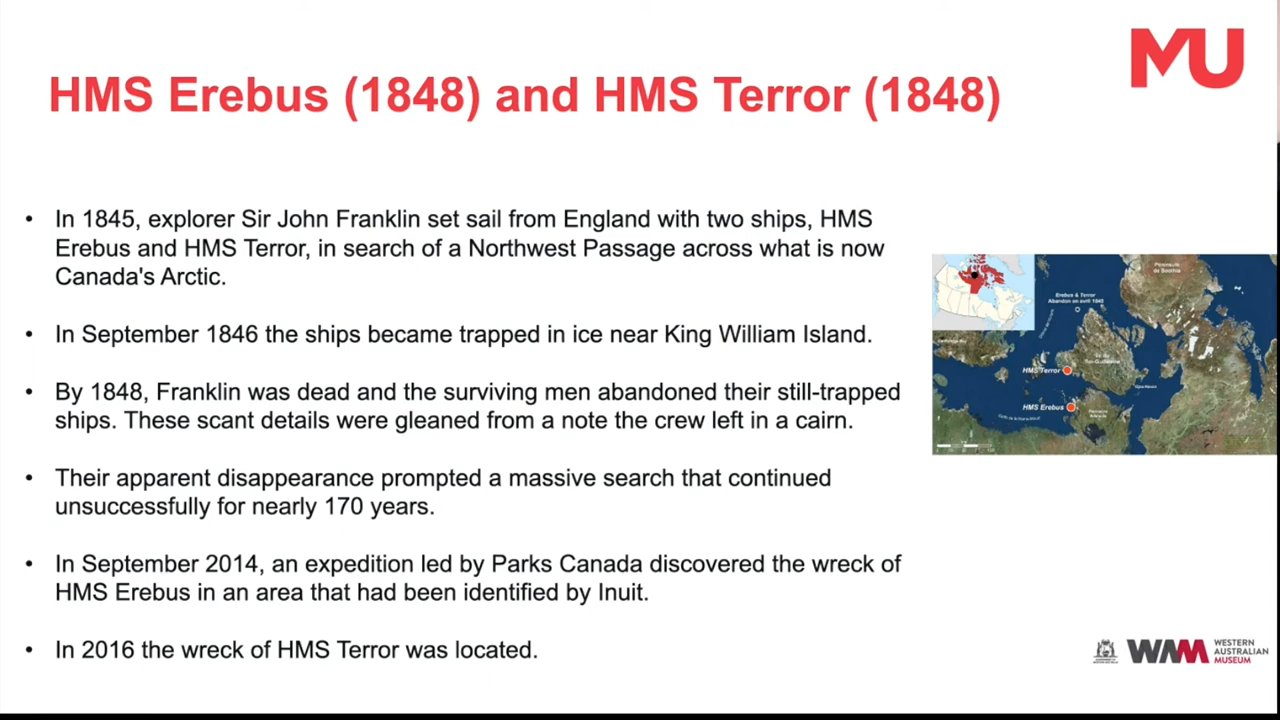 MU
HMS Erebus (1848) and HMS Terror (1848)
• In 1845, explorer Sir John Franklin set sail from England with two ships, HMS
Erebus and HMS Terror, in search of a Northwest Passage across what is now
Canada's Arctic.
• In September 1846 the ships became trapped in ice near King William Island.
• By 1848, Franklin was dead and the surviving men abandoned their still-trapped
ships. These scant details were gleaned from a note the crew left in a cairn.
• Their apparent disappearance prompted a massive search that continued
unsuccessfully for nearly 170 years.
• In September 2014, an expedition led by Parks Canada discovered the wreck of
HMS Erebus in an area that had been identified by Inuit.
• In 2016 the wreck of HMS Terror was located.
Erebus & Terror
HMS Terror
HMS Erebus
WAM
WESTERN
AUSTRALIAN
MUSEUM